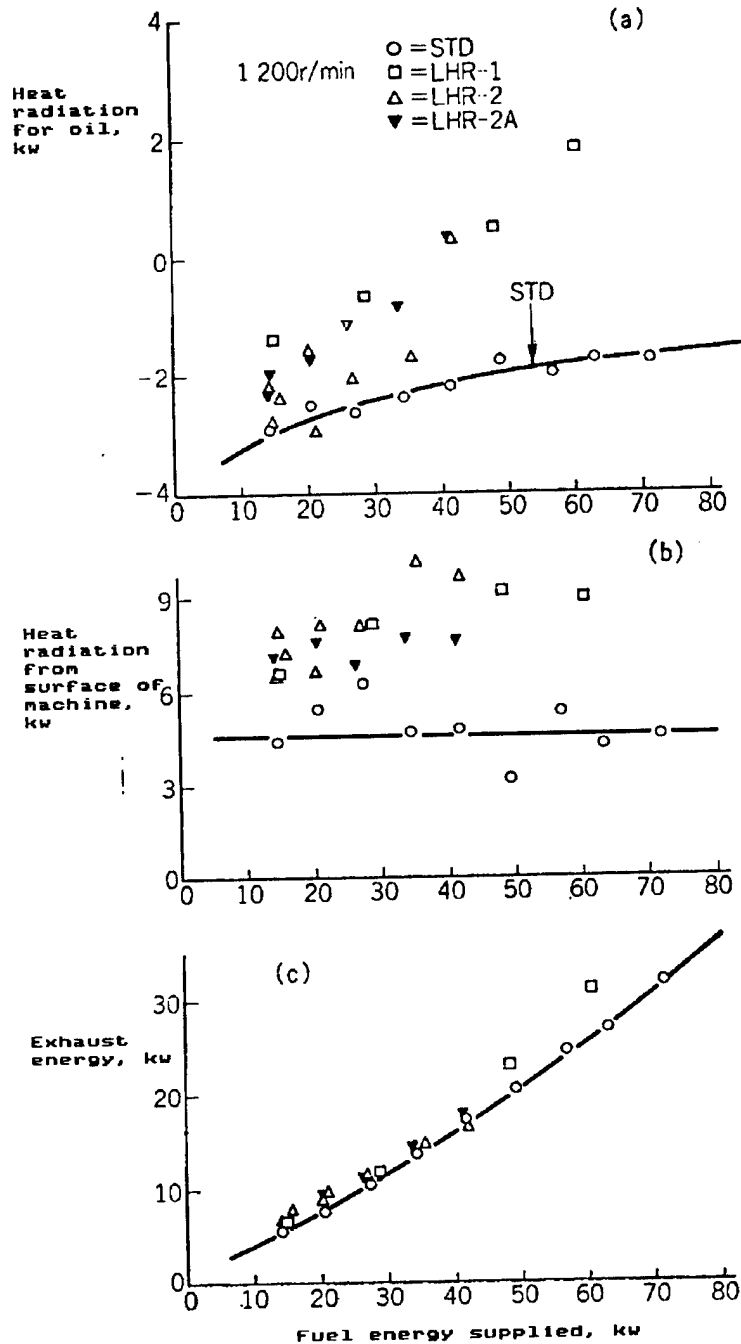 (a)
1 200r/min
○ = STD
□ = LHR-1
△ = LHR-2
▼ = LHR-2A
Heat
radiation
for oil,
kw
4
2
0
-2
-4
STD
0 10 20 30 40 50 60 70 80
(b)
Heat
radiation
from
surface of
machine,
kw
9
6
3
0
0 10 20 30 40 50 60 70 80
(c)
Exhaust
energy, kw
30
20
10
0
0 10 20 30 40 50 60 70 80
Fuel energy supplied, kw